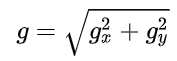 g = √(g_x^2 + g_y^2)